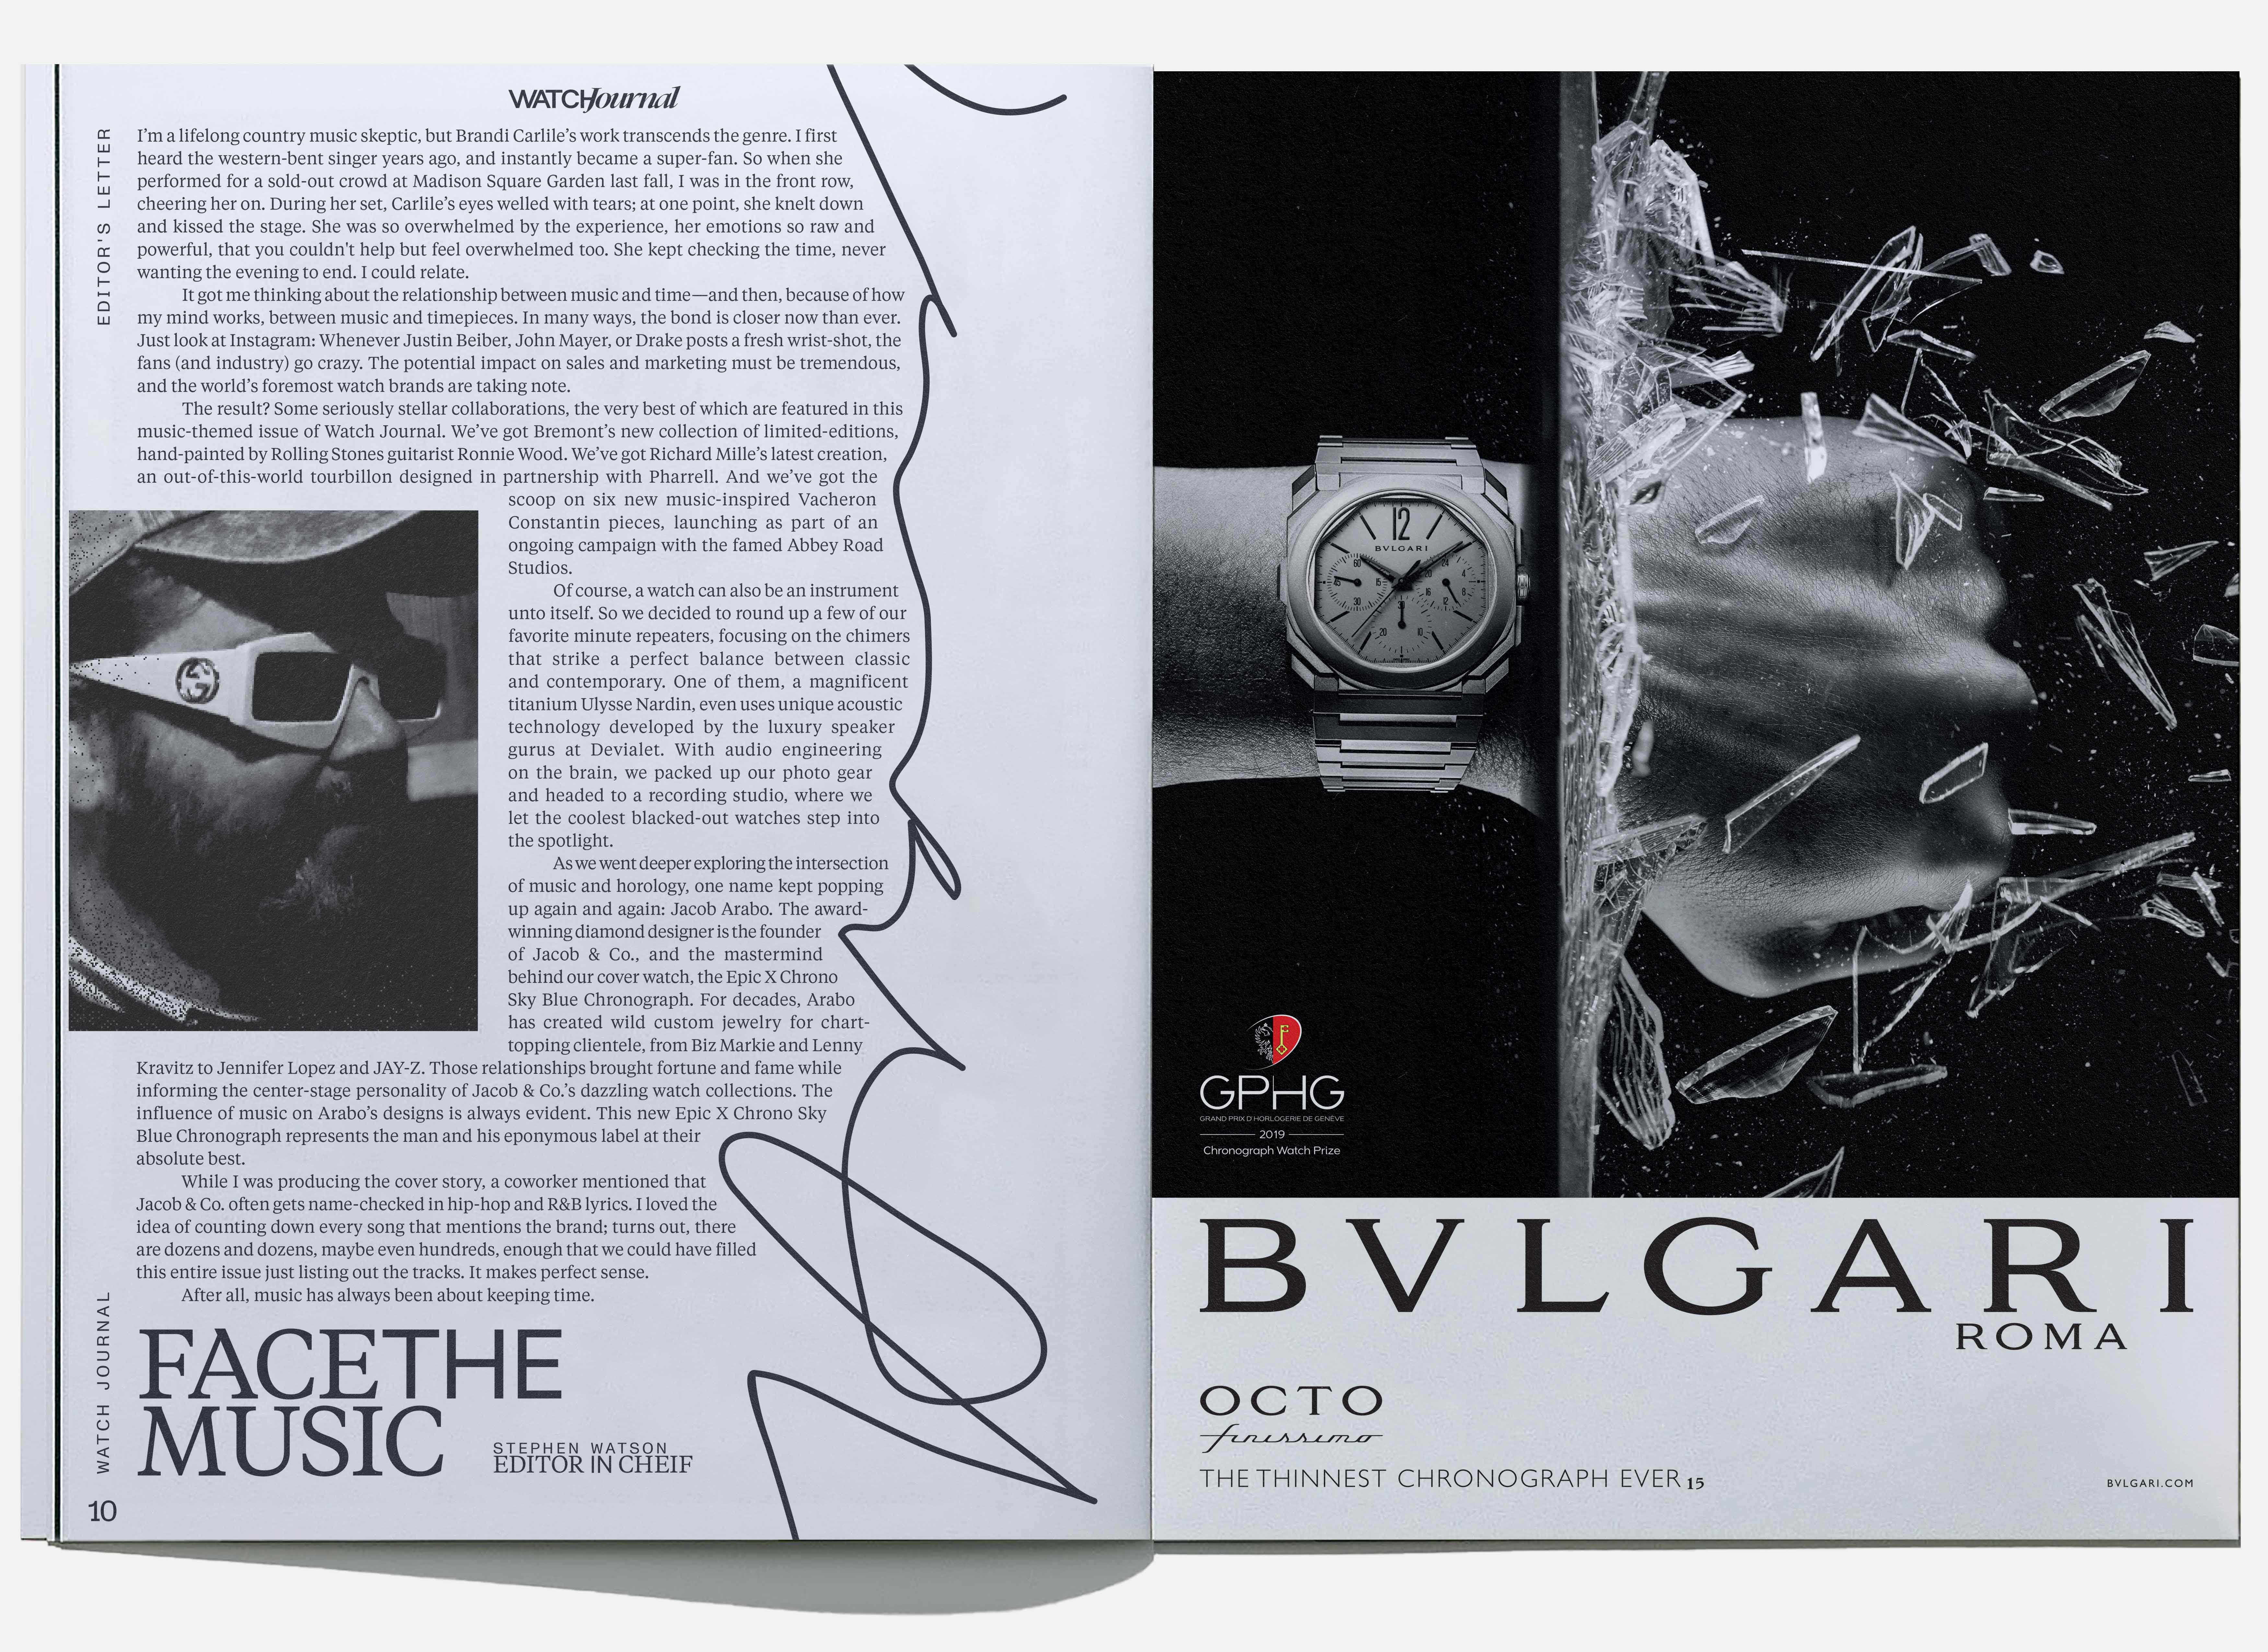 WATCHJournal
EDITOR'S LETTER
I’m a lifelong country music skeptic, but Brandi Carlile’s work transcends the genre. I first
heard the western-bent singer years ago, and instantly became a super-fan. So when she
performed for a sold-out crowd at Madison Square Garden last fall, I was in the front row,
cheering her on. During her set, Carlile’s eyes welled with tears; at one point, she knelt down
and kissed the stage. She was so overwhelmed by the experience, her emotions so raw and
powerful, that you couldn't help but feel overwhelmed too. She kept checking the time, never
wanting the evening to end. I could relate.
It got me thinking about the relationship between music and time—and then, because of how
my mind works, between music and timepieces. In many ways, the bond is closer now than ever.
Just look at Instagram: Whenever Justin Beiber, John Mayer, or Drake posts a fresh wrist-shot, the
fans (and industry) go crazy. The potential impact on sales and marketing must be tremendous,
and the world’s foremost watch brands are taking note.
The result? Some seriously stellar collaborations, the very best of which are featured in this
music-themed issue of Watch Journal. We’ve got Bremont’s new collection of limited-editions,
hand-painted by Rolling Stones guitarist Ronnie Wood. We’ve got Richard Mille’s latest creation,
an out-of-this-world tourbillon designed in partnership with Pharrell. And we’ve got the
scoop on six new music-inspired Vacheron
Constantin pieces, launching as part of an
ongoing campaign with the famed Abbey Road
Studios.
Of course, a watch can also be an instrument
unto itself. So we decided to round up a few of our
favorite minute repeaters, focusing on the chimers
that strike a perfect balance between classic
and contemporary. One of them, a magnificent
titanium Ulysse Nardin, even uses unique acoustic
technology developed by the luxury speaker
gurus at Devialet. With audio engineering
on the brain, we packed up our photo gear
and headed to a recording studio, where we
let the coolest blacked-out watches step into
the spotlight.
As we went deeper exploring the intersection
of music and horology, one name kept popping
up again and again: Jacob Arabo. The award-
winning diamond designer is the founder
of Jacob & Co., and the mastermind
behind our cover watch, the Epic X Chrono
Sky Blue Chronograph. For decades, Arabo
has created wild custom jewelry for chart-
topping clientele, from Biz Markie and Lenny
Kravitz to Jennifer Lopez and JAY-Z. Those relationships brought fortune and fame while
informing the center-stage personality of Jacob & Co.’s dazzling watch collections. The
influence of music on Arabo’s designs is always evident. This new Epic X Chrono Sky
Blue Chronograph represents the man and his eponymous label at their
absolute best.
While I was producing the cover story, a coworker mentioned that
Jacob & Co. often gets name-checked in hip-hop and R&B lyrics. I loved the
idea of counting down every song that mentions the brand; turns out, there
are dozens and dozens, maybe even hundreds, enough that we could have filled
this entire issue just listing out the tracks. It makes perfect sense.
After all, music has always been about keeping time.
WATCH JOURNAL
FACETHE
MUSIC
STEPHEN WATSON
EDITOR IN CHEIF
10
12
BVLGARI
60
45
15
30
24
20
4
16
8
12
30
20
10
GPHG
GRAND PRIX D'HORLOGERIE DE GENÈVE
2019
Chronograph Watch Prize
BVLGARI
ROMA
OCTO
finissimo
THE THINNEST CHRONOGRAPH EVER 15
BVLGARI.COM